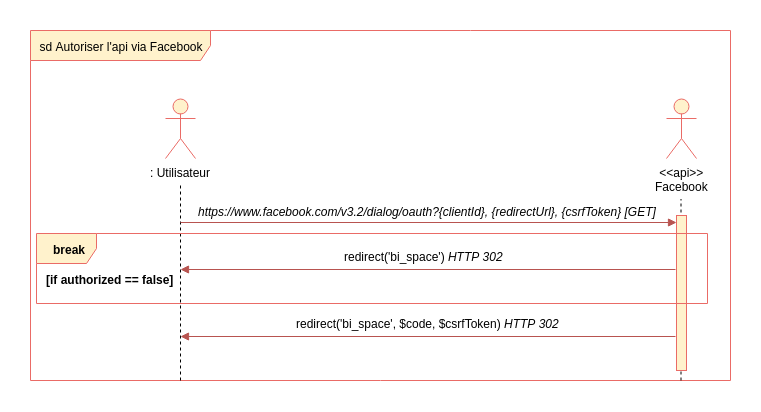 sd Autoriser l'api via Facebook
: Utilisateur
<<api>>
Facebook
https://www.facebook.com/v3.2/dialog/oauth?{clientId}, {redirectUrl}, {csrfToken} [GET]
break
redirect('bi_space') HTTP 302
[if authorized == false]
redirect('bi_space', $code, $csrfToken) HTTP 302